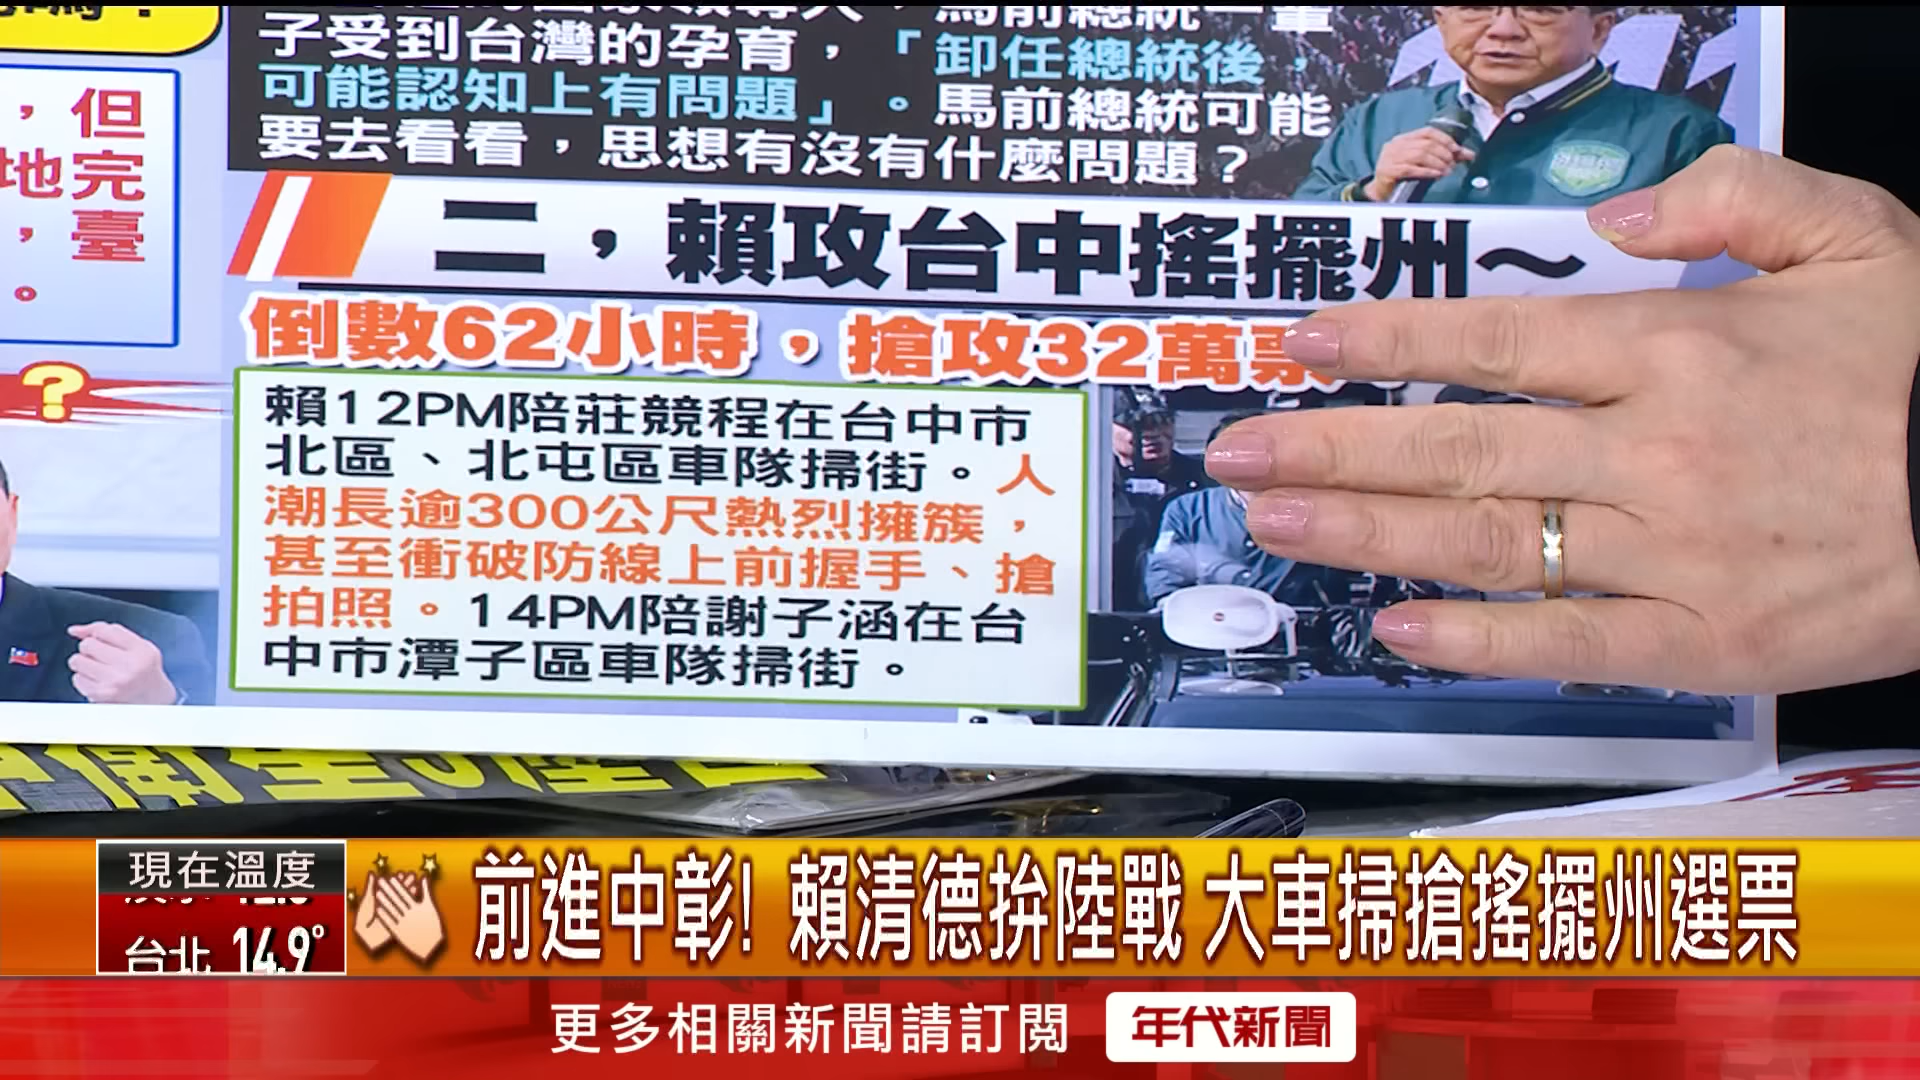 子受到台灣的孕育，「卸任總統後，
可能認知上有問題」。馬前總統可能
要去看看，思想有沒有什麼問題？
，但
地完
，臺
。
二，賴攻台中搖擺州～
倒數62小時，搶攻32萬票
?
賴12PM陪莊競程在台中市
北區、北屯區車隊掃街。人
潮長逾300公尺熱烈擁簇，
甚至衝破防線上前握手、搶
拍照。14PM陪謝子涵在台
中市潭子區車隊掃街。
現在溫度
台北 14.9°
前進中彰! 賴清德拚陸戰 大車掃搶搖擺州選票
更多相關新聞請訂閱 年代新聞